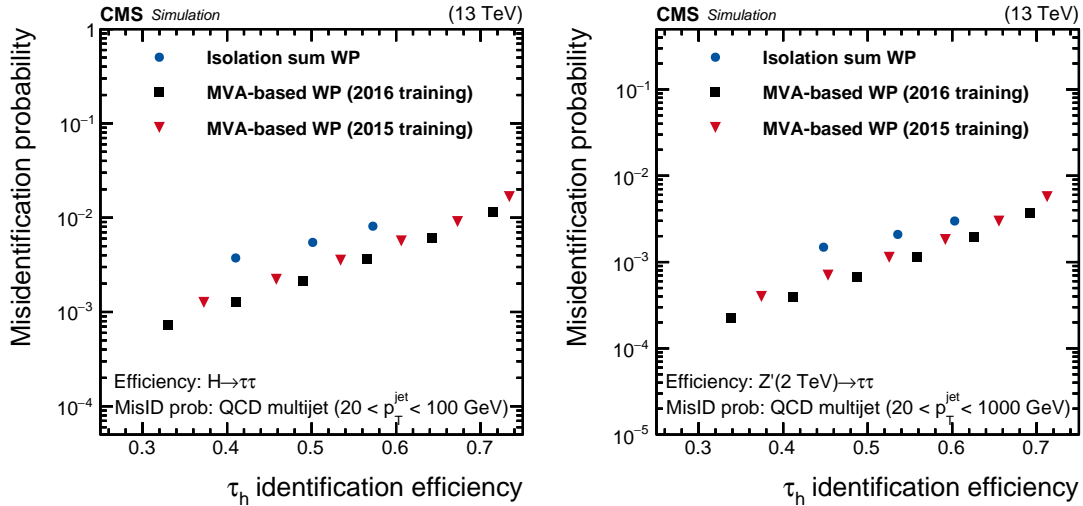 CMS Simulation (13 TeV)
Misidentification probability
1
10⁻¹
10⁻²
10⁻³
10⁻⁴
Isolation sum WP
MVA-based WP (2016 training)
MVA-based WP (2015 training)
Efficiency: H→ττ
MisID prob: QCD multijet (20 < p_T^jet < 100 GeV)
0.3 0.4 0.5 0.6 0.7
τ_h identification efficiency
CMS Simulation (13 TeV)
Misidentification probability
10⁻¹
10⁻²
10⁻³
10⁻⁴
10⁻⁵
Isolation sum WP
MVA-based WP (2016 training)
MVA-based WP (2015 training)
Efficiency: Z'(2 TeV)→ττ
MisID prob: QCD multijet (20 < p_T^jet < 1000 GeV)
0.3 0.4 0.5 0.6 0.7
τ_h identification efficiency